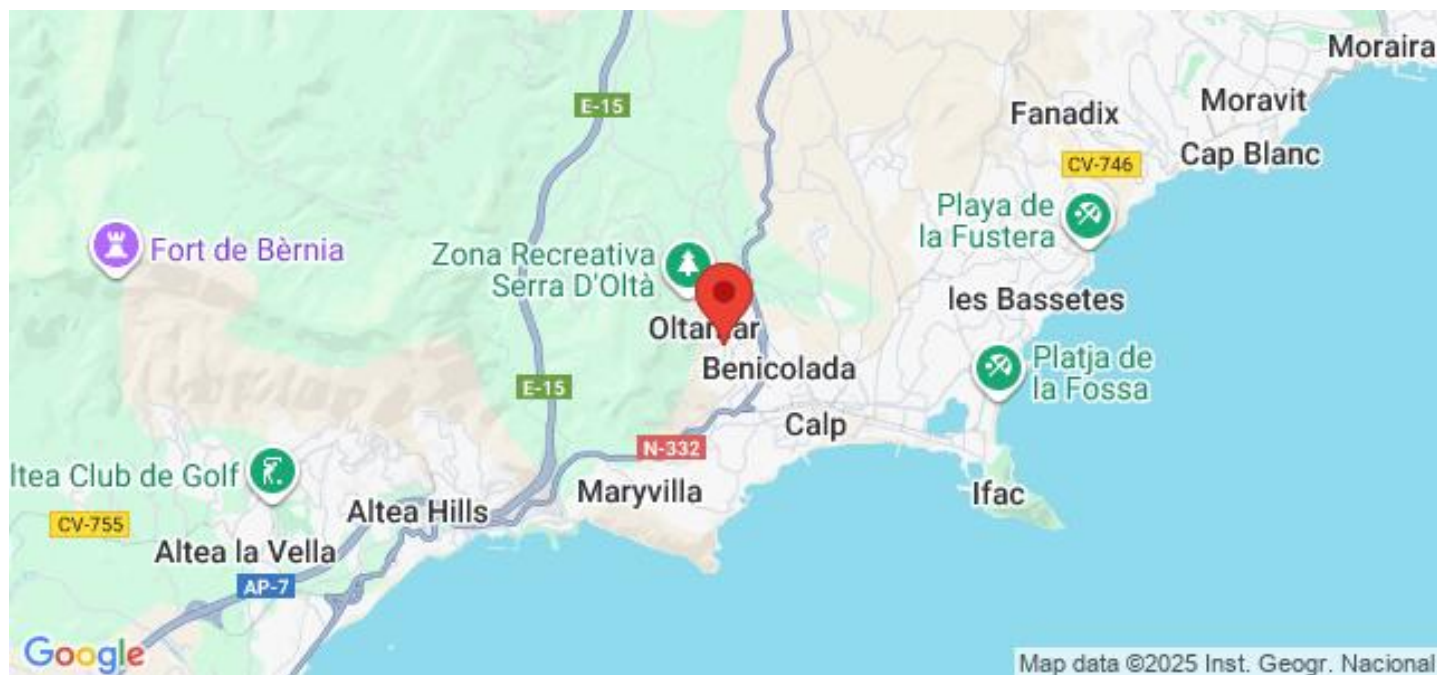 Moraira
E-15
Moravit
Fanadix
Cap Blanc
CV-746
Playa de
la Fustera
Fort de Bèrnia
Zona Recreativa
Serra D'Oltà
les Bassetes
Oltamar
Benicolada
Platja de
la Fossa
E-15
Calp
N-332
ltea Club de Golf
Maryvilla
Ifac
Altea Hills
CV-755
Altea la Vella
AP-7
Google
Map data ©2025 Inst. Geogr. Nacional